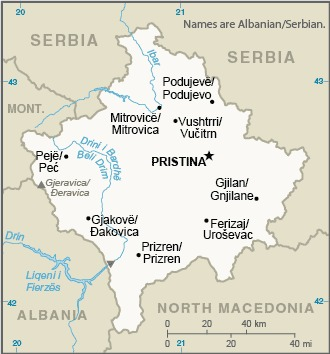 20
21
Names are Albanian/Serbian.
SERBIA
Ibar
SERBIA
43
43
Podujevë/
Podujevo
MONT.
Mitrovicë/
Mitrovica
Vushtrri/
Vučitrn
Drini i Bardhë
Beli Drim
Pejë/
Peć
PRISTINA
Gjeravica/
Đeravica
Gjilan/
Gnjilane
Gjakovë/
Đakovica
Ferizaj/
Uroševac
Drin
Prizren/
Prizren
Liqeni i
Fierzës
42
42
ALBANIA
NORTH MACEDONIA
0 20 40 km
0 20 40 mi
20
21